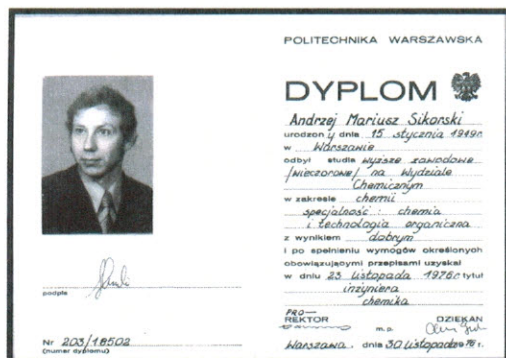 POLITECHNIKA WARSZAWSKA
DYPLOM
Andrzej Mariusz Sikorski
urodzony dnia 15 stycznia 1949r
w Warszawie
odbył studia wyższe zawodowe
/wieczorowe/ na Wydziale
Chemicznym
w zakresie chemii
specjalność: chemia
i technologia organiczna
z wynikiem dobrym
i po spełnieniu wymogów określonych
obowiązującymi przepisami uzyskał
w dniu 23 listopada 1976r tytuł
inżyniera
chemika
PRO—
REKTOR
DZIEKAN
m.p.
Warszawa, dnia 30 listopada r.
podpis
Nr 203/18502
(numer dyplomu)